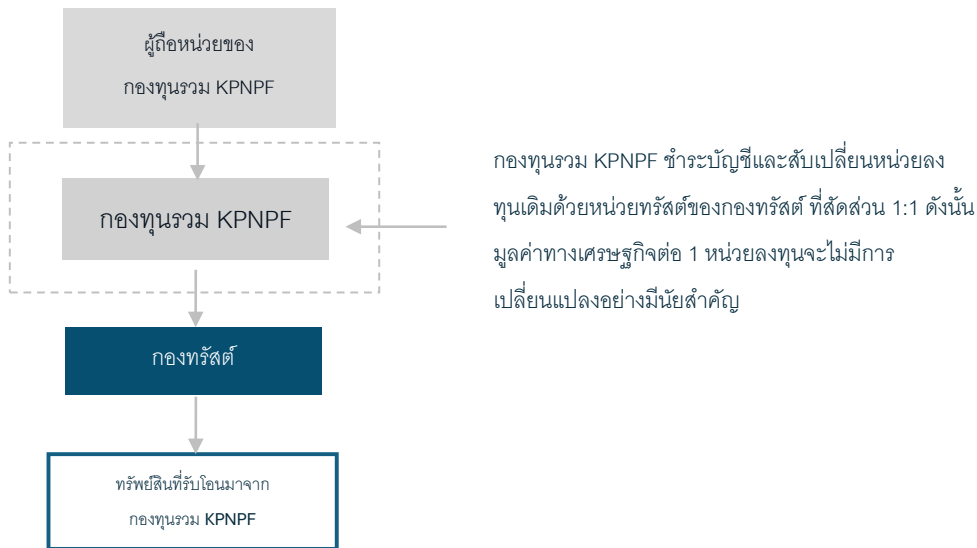 ผู้ถือหน่วยของ
กองทุนรวม KPNPF
กองทุนรวม KPNPF
กองทุนรวม KPNPF ชำระบัญชีและสับเปลี่ยนหน่วยลง
ทุนเดิมด้วยหน่วยทรัสต์ของกองทรัสต์ ที่สัดส่วน 1:1 ดังนั้น
มูลค่าทางเศรษฐกิจต่อ 1 หน่วยลงทุนจะไม่มีการ
เปลี่ยนแปลงอย่างมีนัยสำคัญ
กองทรัสต์
ทรัพย์สินที่รับโอนมาจาก
กองทุนรวม KPNPF